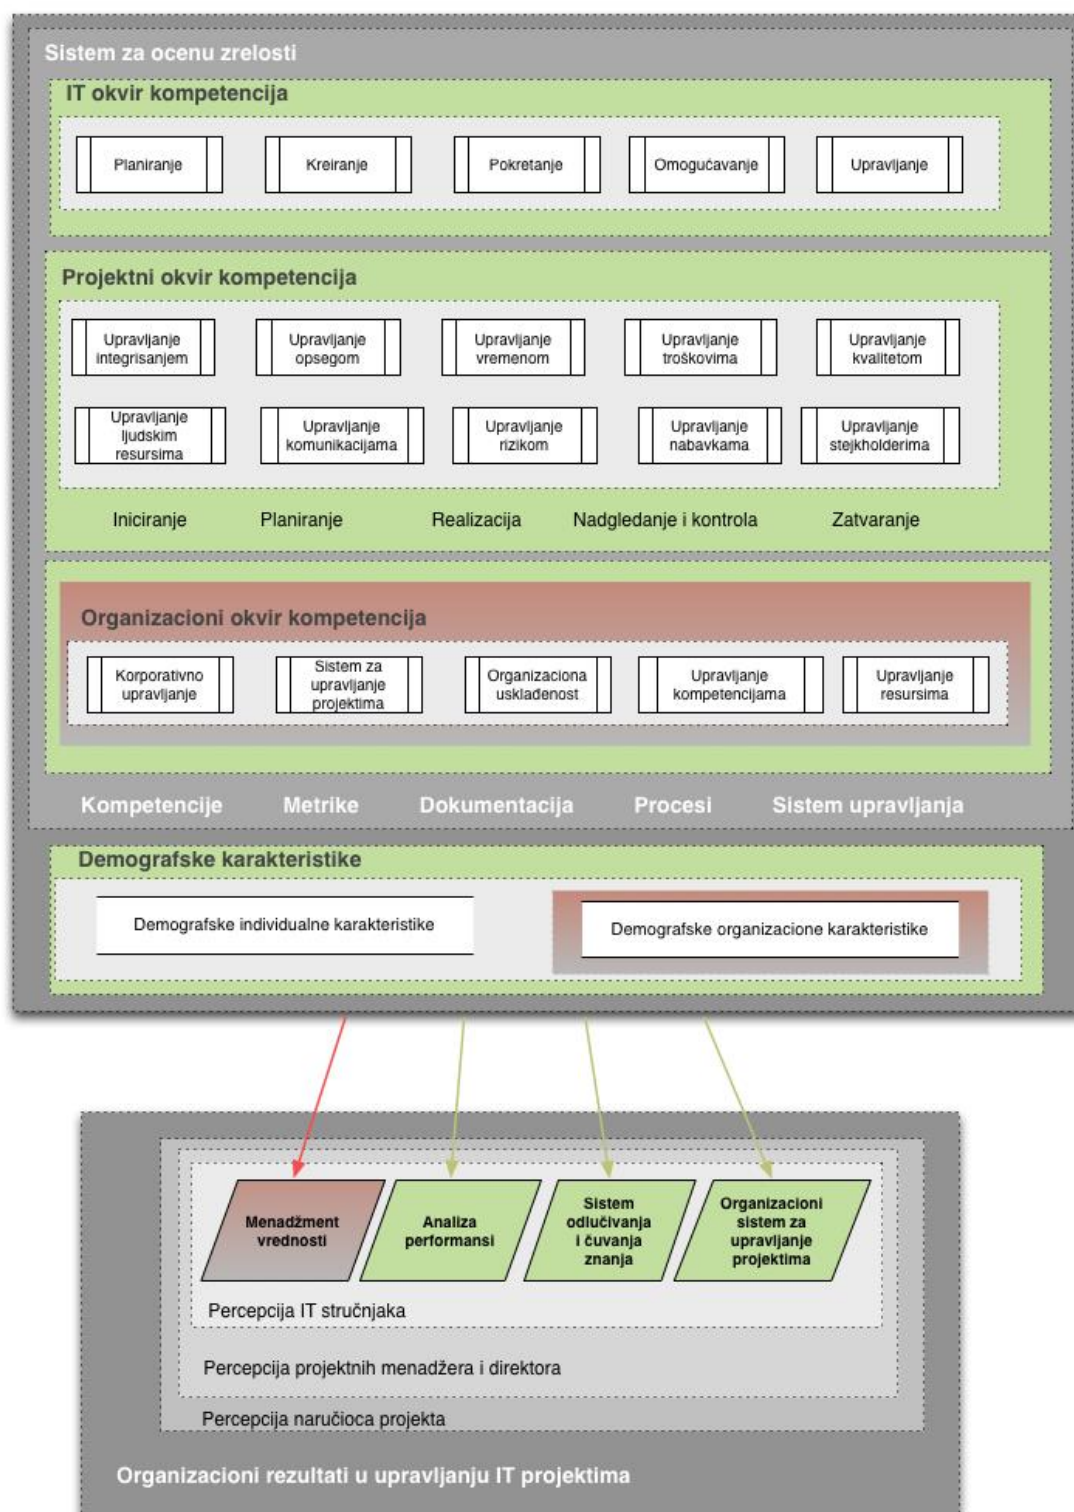 Sistem za ocenu zrelosti
IT okvir kompetencija
Planiranje
Kreiranje
Pokretanje
Omogućavanje
Upravljanje
Projektni okvir kompetencija
Upravljanje
integrisanjem
Upravljanje
opsegom
Upravljanje
vremenom
Upravljanje
troškovima
Upravljanje
kvalitetom
Upravljanje
ljudskim
resursima
Upravljanje
komunikacijama
Upravljanje
rizikom
Upravljanje
nabavkama
Upravljanje
stejkholderima
Iniciranje
Planiranje
Realizacija
Nadgledanje i kontrola
Zatvaranje
Organizacioni okvir kompetencija
Korporativno
upravljanje
Sistem za
upravljanje
projektima
Organizaciona
usklađenost
Upravljanje
kompetencijama
Upravljanje
resursima
Kompetencije
Metrike
Dokumentacija
Procesi
Sistem upravljanja
Demografske karakteristike
Demografske individualne karakteristike
Demografske organizacione karakteristike
Menadžment
vrednosti
Analiza
performansi
Sistem
odlučivanja
i čuvanja
znanja
Organizacioni
sistem za
upravljanje
projektima
Percepcija IT stručnjaka
Percepcija projektnih menadžera i direktora
Percepcija naručioca projekta
Organizacioni rezultati u upravljanju IT projektima